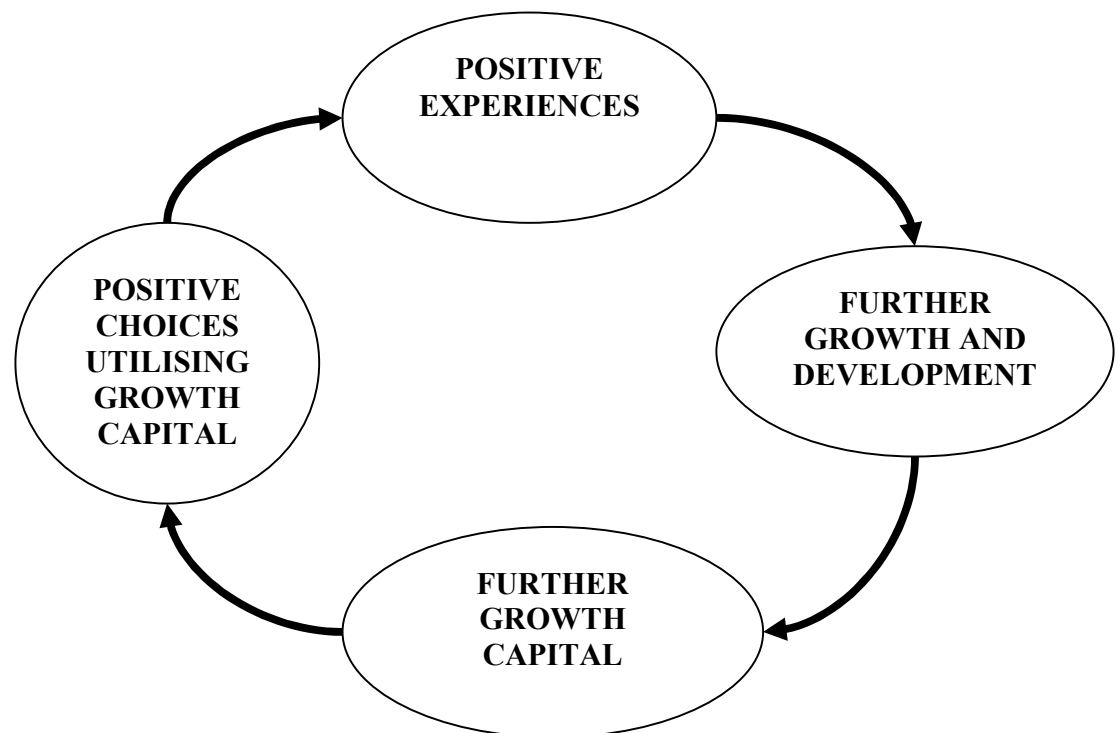 POSITIVE
EXPERIENCES
FURTHER
GROWTH AND
DEVELOPMENT
FURTHER
GROWTH
CAPITAL
POSITIVE
CHOICES
UTILISING
GROWTH
CAPITAL